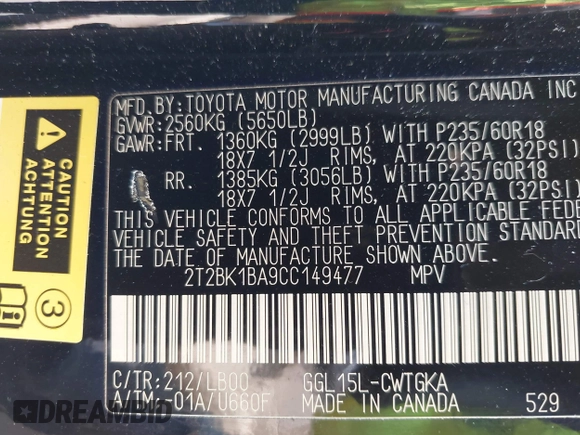 MFD.BY:TOYOTA MOTOR MANUFACTURING CANADA INC
GVWR:2560KG (5650LB)
GAWR:FRT. 1360KG (2999LB) WITH P235/60R18
18X7 1/2J RIMS, AT 220KPA (32PSI)
RR. 1385KG (3056LB) WITH P235/60R18
18X7 1/2J RIMS, AT 220KPA (32PSI)
THIS VEHICLE CONFORMS TO ALL APPLICABLE FEDE
VEHICLE SAFETY AND THEFT PREVENTION STANDAR
THE DATE OF MANUFACTURE SHOWN ABOVE.
2T2BK1BA9CC149477 MPV
C/TR:212/LB00 GGL15L-CWTGKA
A/TM:-01A/U660F MADE IN CANADA 529
CAUTION
ATTENTION
ACHTUNG
3
GREATBIDCARS